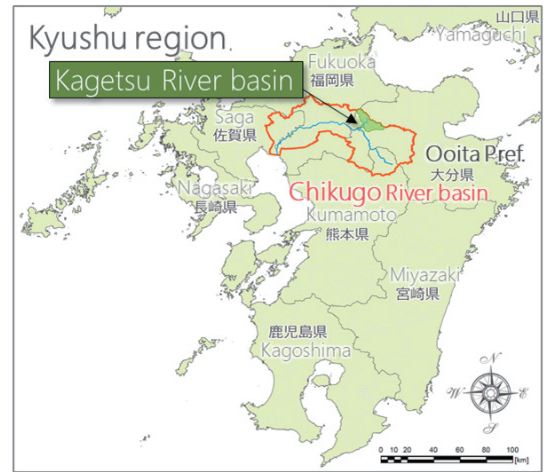 山口県
Yamaguchi
Kyushu region
Fukuoka
福岡県
Kagetsu River basin
Saga
佐賀県
Ooita Pref.
大分県
Nagasaki
長崎県
Chikugo River basin
Kumamoto
熊本県
Miyazaki
宮崎県
鹿児島県
Kagoshima
N
W
E
S
0 10 20 40 60 80 100
[km]